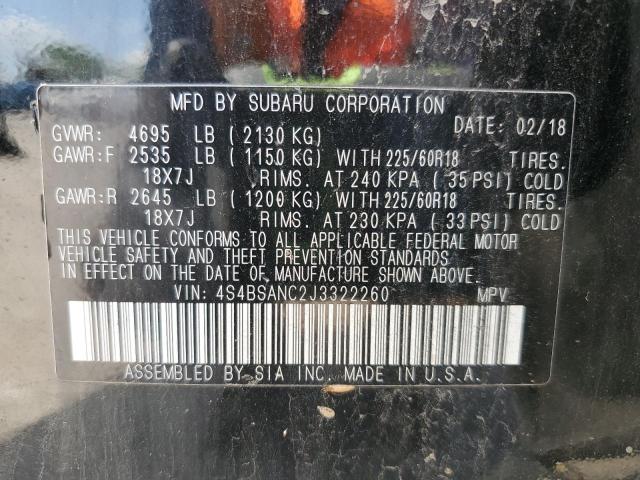 MFD BY SUBARU CORPORATION
GVWR: 4695 LB ( 2130 KG) DATE: 02/18
GAWR:F 2535 LB ( 1150 KG) WITH 225/60R18 TIRES.
18X7J RIMS. AT 240 KPA ( 35 PSI) COLD
GAWR:R 2645 LB ( 1200 KG) WITH 225/60R18 TIRES.
18X7J RIMS. AT 230 KPA ( 33 PSI) COLD
THIS VEHICLE CONFORMS TO ALL APPLICABLE FEDERAL MOTOR
VEHICLE SAFETY AND THEFT PREVENTION STANDARDS
IN EFFECT ON THE DATE OF MANUFACTURE SHOWN ABOVE.
VIN: 4S4BSANC2J3322260 MPV
ASSEMBLED BY SIA INC. MADE IN U.S.A.